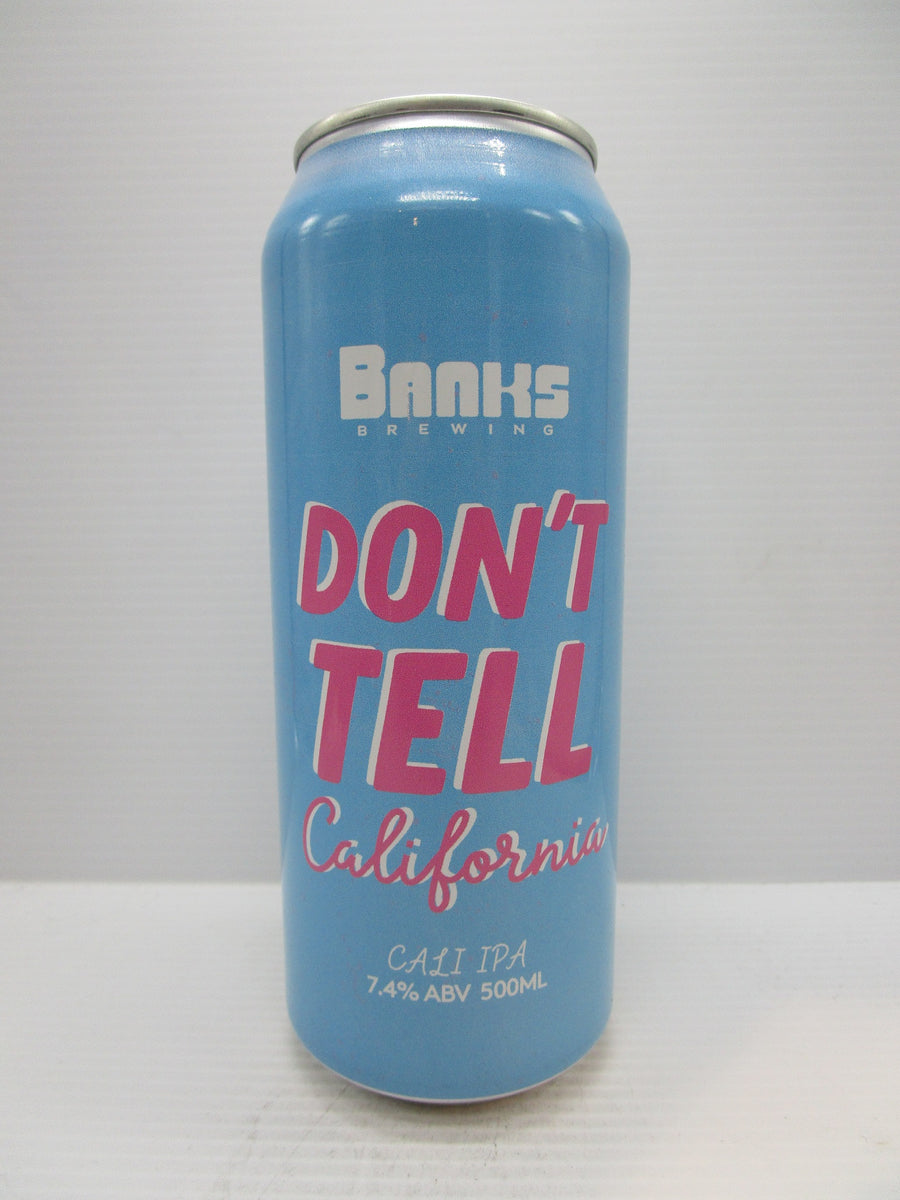 BANKS
BREWING
DON'T
TELL
California
CALI IPA
7.4% ABV 500ML